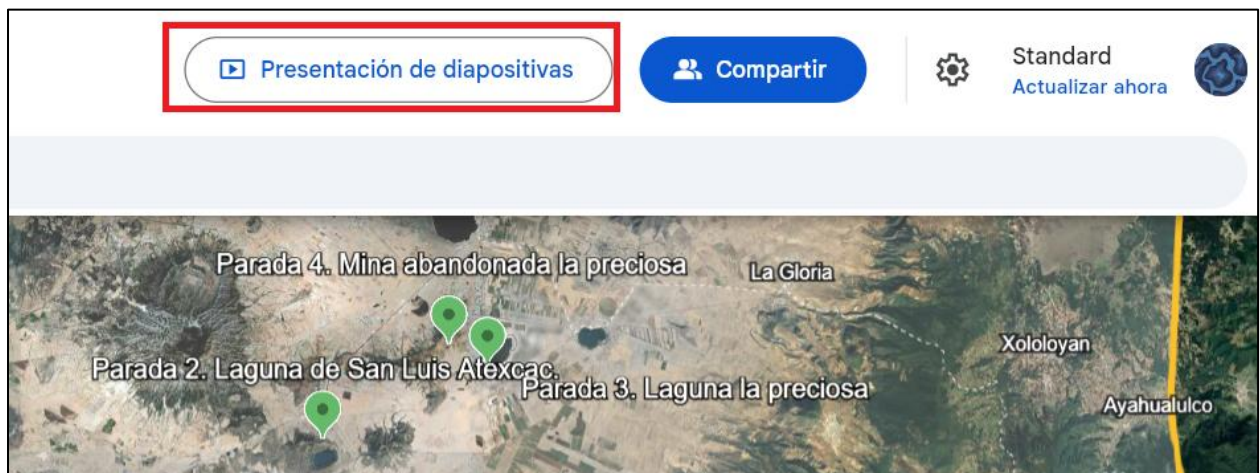 Presentación de diapositivas
Compartir
Standard
Actualizar ahora
Parada 4. Mina abandonada la preciosa
La Gloria
Xololoyan
Parada 2. Laguna de San Luis Atexcac.
Parada 3. Laguna la preciosa
Ayahualulco